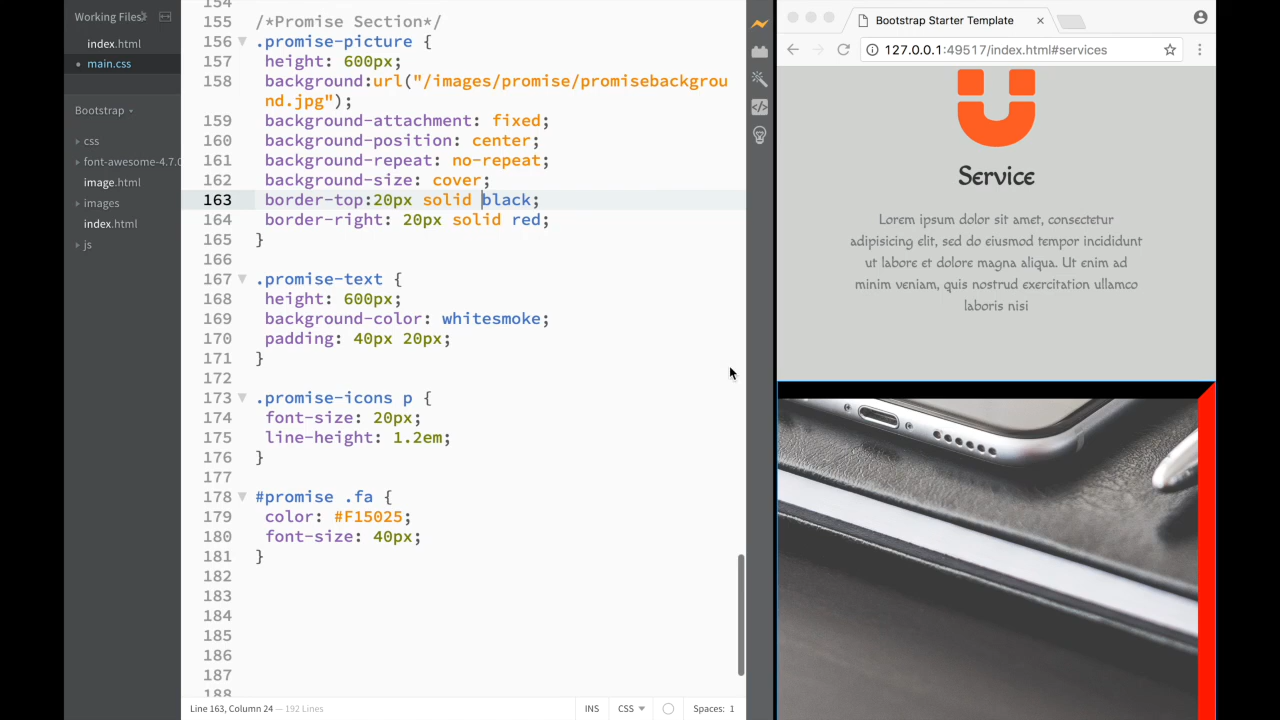 Working Files
index.html
main.css
Bootstrap
css
font-awesome-4.7.0
image.html
images
index.html
js
154
155 /*Promise Section*/
156 .promise-picture {
157 height: 600px;
158 background:url("/images/promise/promisebackgrou
nd.jpg");
159 background-attachment: fixed;
160 background-position: center;
161 background-repeat: no-repeat;
162 background-size: cover;
163 border-top:20px solid black;
164 border-right: 20px solid red;
165 }
166
167 .promise-text {
168 height: 600px;
169 background-color: whitesmoke;
170 padding: 40px 20px;
171 }
172
173 .promise-icons p {
174 font-size: 20px;
175 line-height: 1.2em;
176 }
177
178 #promise .fa {
179 color: #F15025;
180 font-size: 40px;
181 }
182
183
184
185
186
187
188
Line 163, Column 24 — 192 Lines
INS CSS Spaces: 1
Bootstrap Starter Template
127.0.0.1:49517/index.html#services
Service
Lorem ipsum dolor sit amet, consectetur
adipisicing elit, sed do eiusmod tempor incididunt
ut labore et dolore magna aliqua. Ut enim ad
minim veniam, quis nostrud exercitation ullamco
laboris nisi